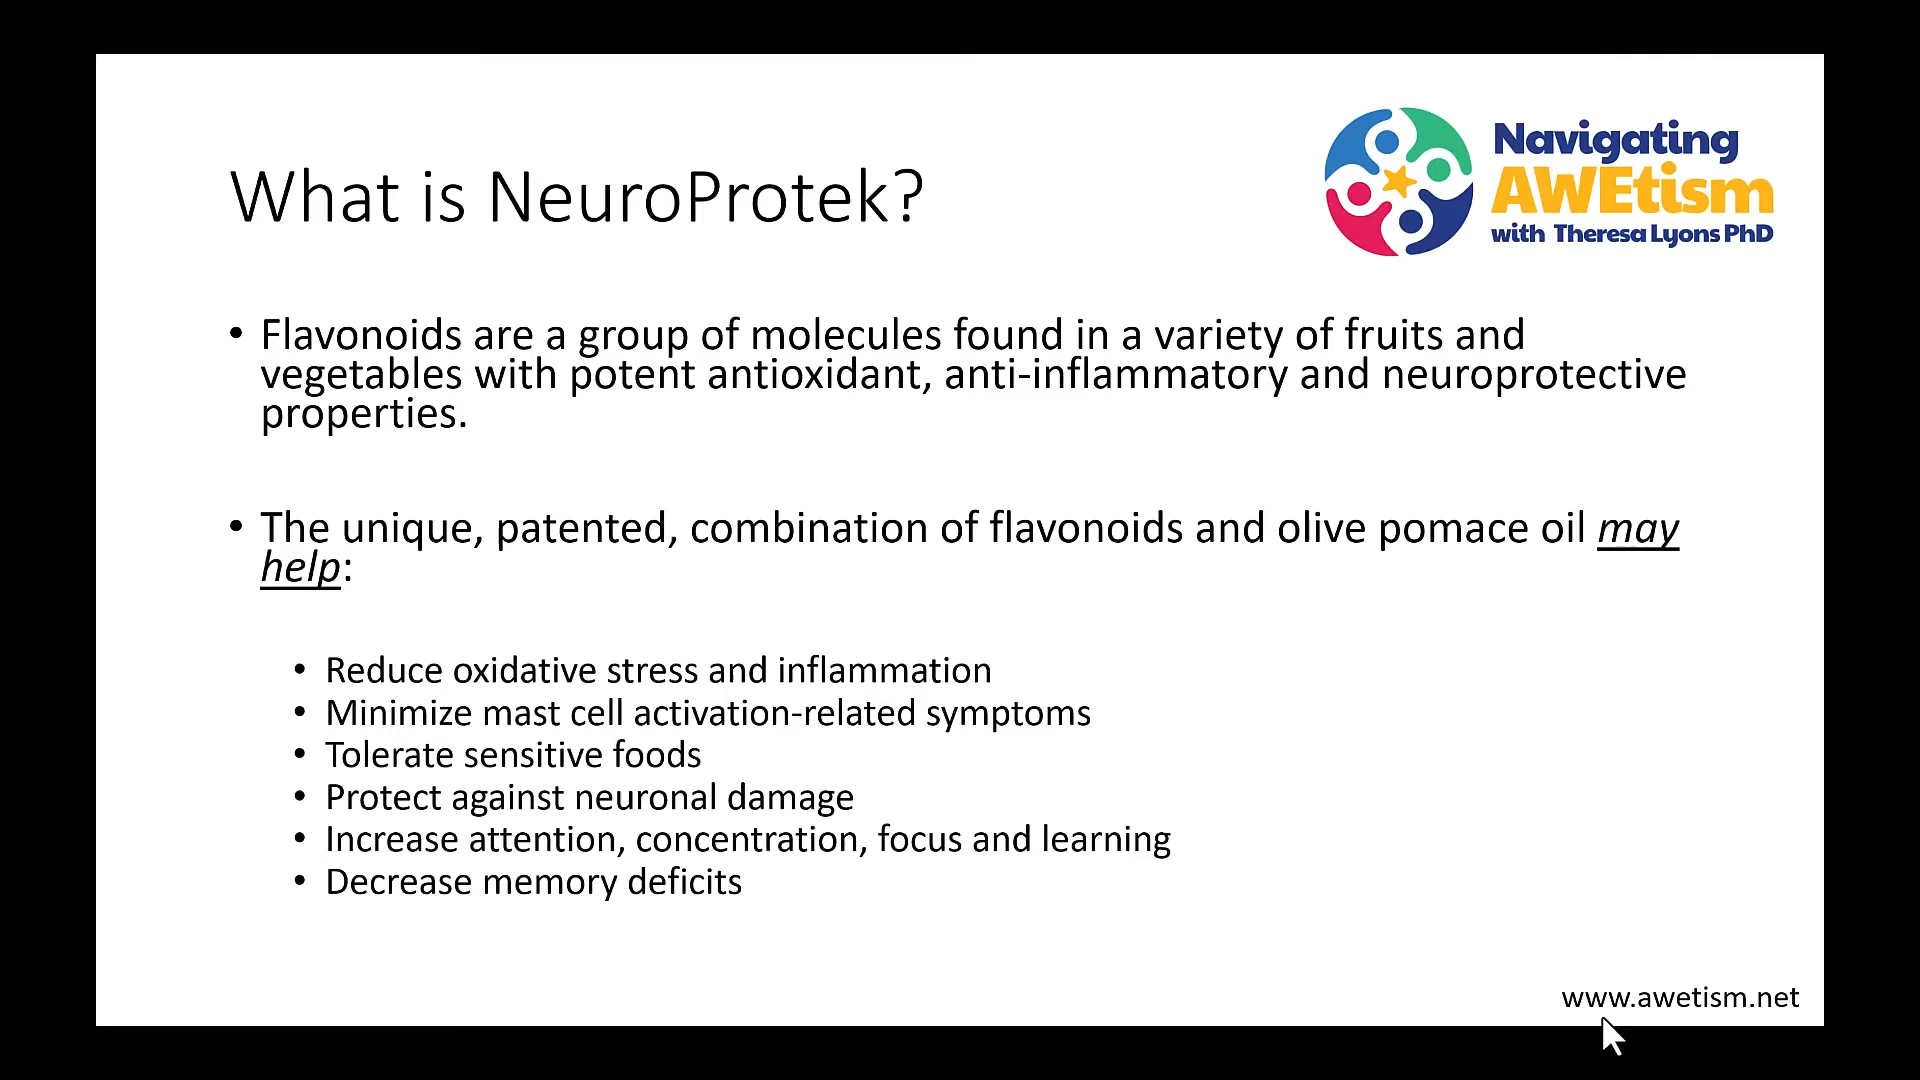 Navigating
AWEtism
with Theresa Lyons PhD
What is NeuroProtek?
• Flavonoids are a group of molecules found in a variety of fruits and
vegetables with potent antioxidant, anti-inflammatory and neuroprotective
properties.
• The unique, patented, combination of flavonoids and olive pomace oil may
help:
• Reduce oxidative stress and inflammation
• Minimize mast cell activation-related symptoms
• Tolerate sensitive foods
• Protect against neuronal damage
• Increase attention, concentration, focus and learning
• Decrease memory deficits
www.awetism.net